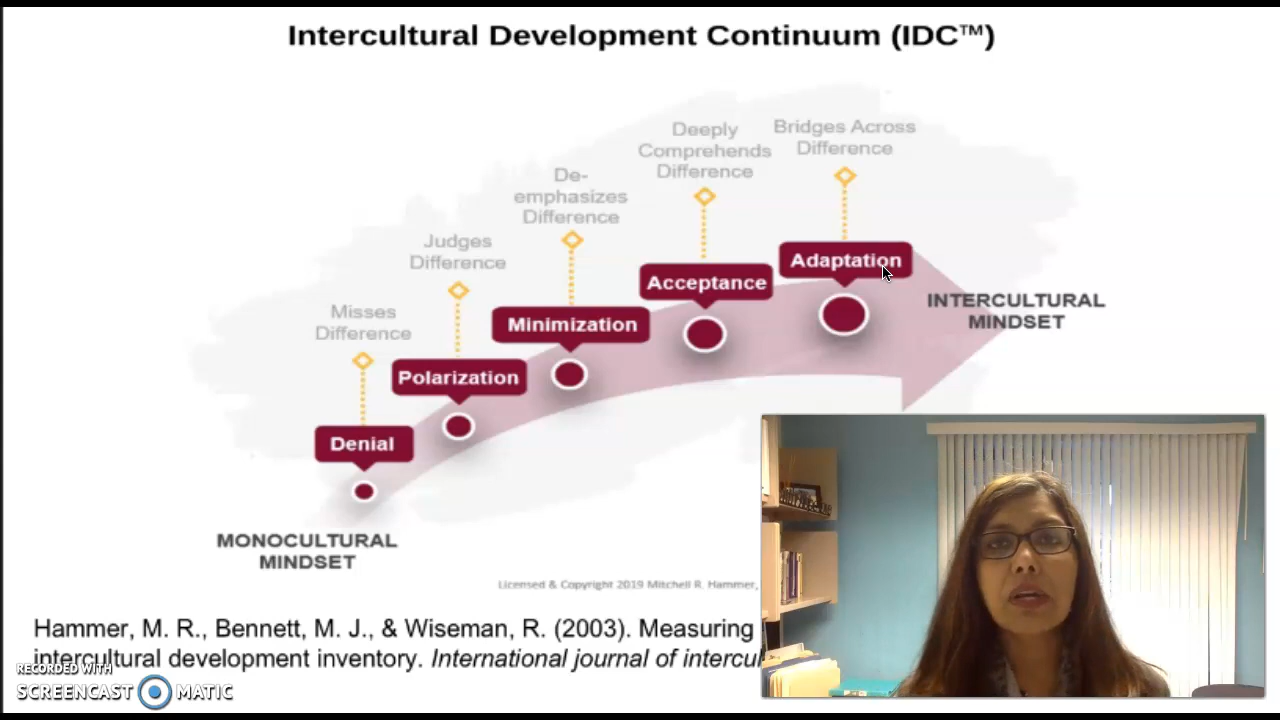 Intercultural Development Continuum (IDC™)
Bridges Across
Difference
Deeply
Comprehends
Difference
De-
emphasizes
Difference
Judges
Difference
Misses
Difference
Adaptation
Acceptance
Minimization
Polarization
Denial
INTERCULTURAL
MINDSET
MONOCULTURAL
MINDSET
Licensed & Copyright 2019 Mitchell R. Hammer,
Hammer, M. R., Bennett, M. J., & Wiseman, R. (2003). Measuring
intercultural development inventory. International journal of intercul
RECORDED WITH
SCREENCAST MATIC